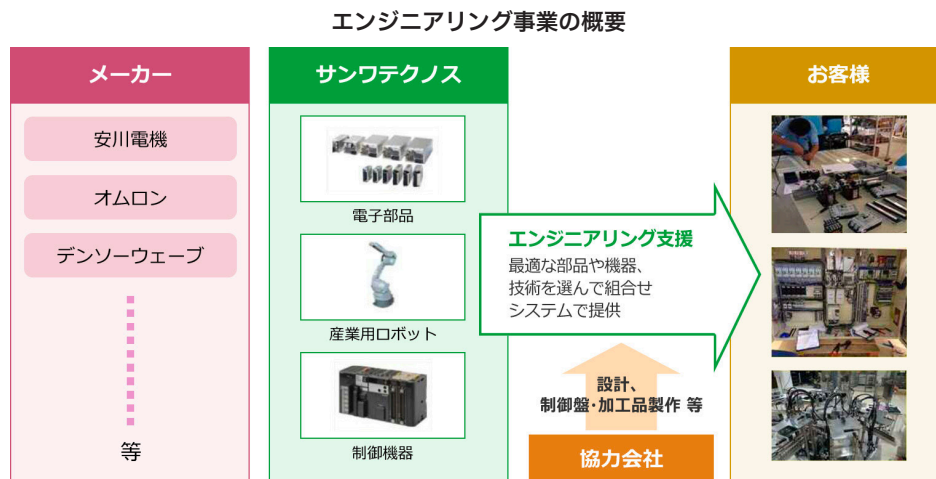 エンジニアリング事業の概要
メーカー
安川電機
オムロン
デンソーウェーブ
等
サンワテクノス
電子部品
産業用ロボット
制御機器
エンジニアリング支援
最適な部品や機器、
技術を選んで組合せ
システムで提供
設計、
制御盤・加工品製作 等
協力会社
お客様